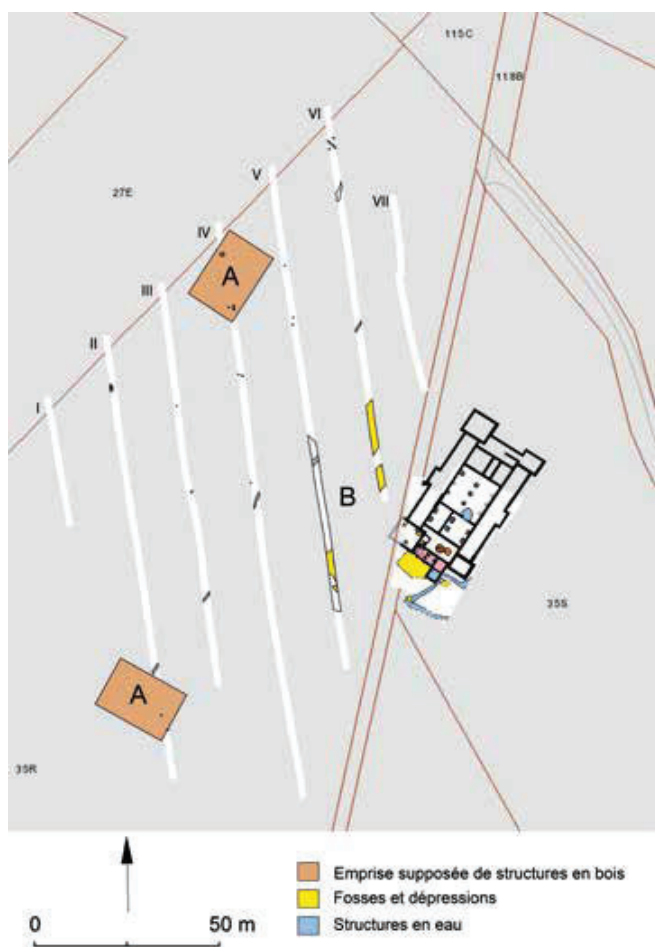 115C
118B
VI
V
27E
VII
IV
A
III
II
I
B
35S
A
35R
Emprise supposée de structures en bois
Fosses et dépressions
0 50 m
Structures en eau